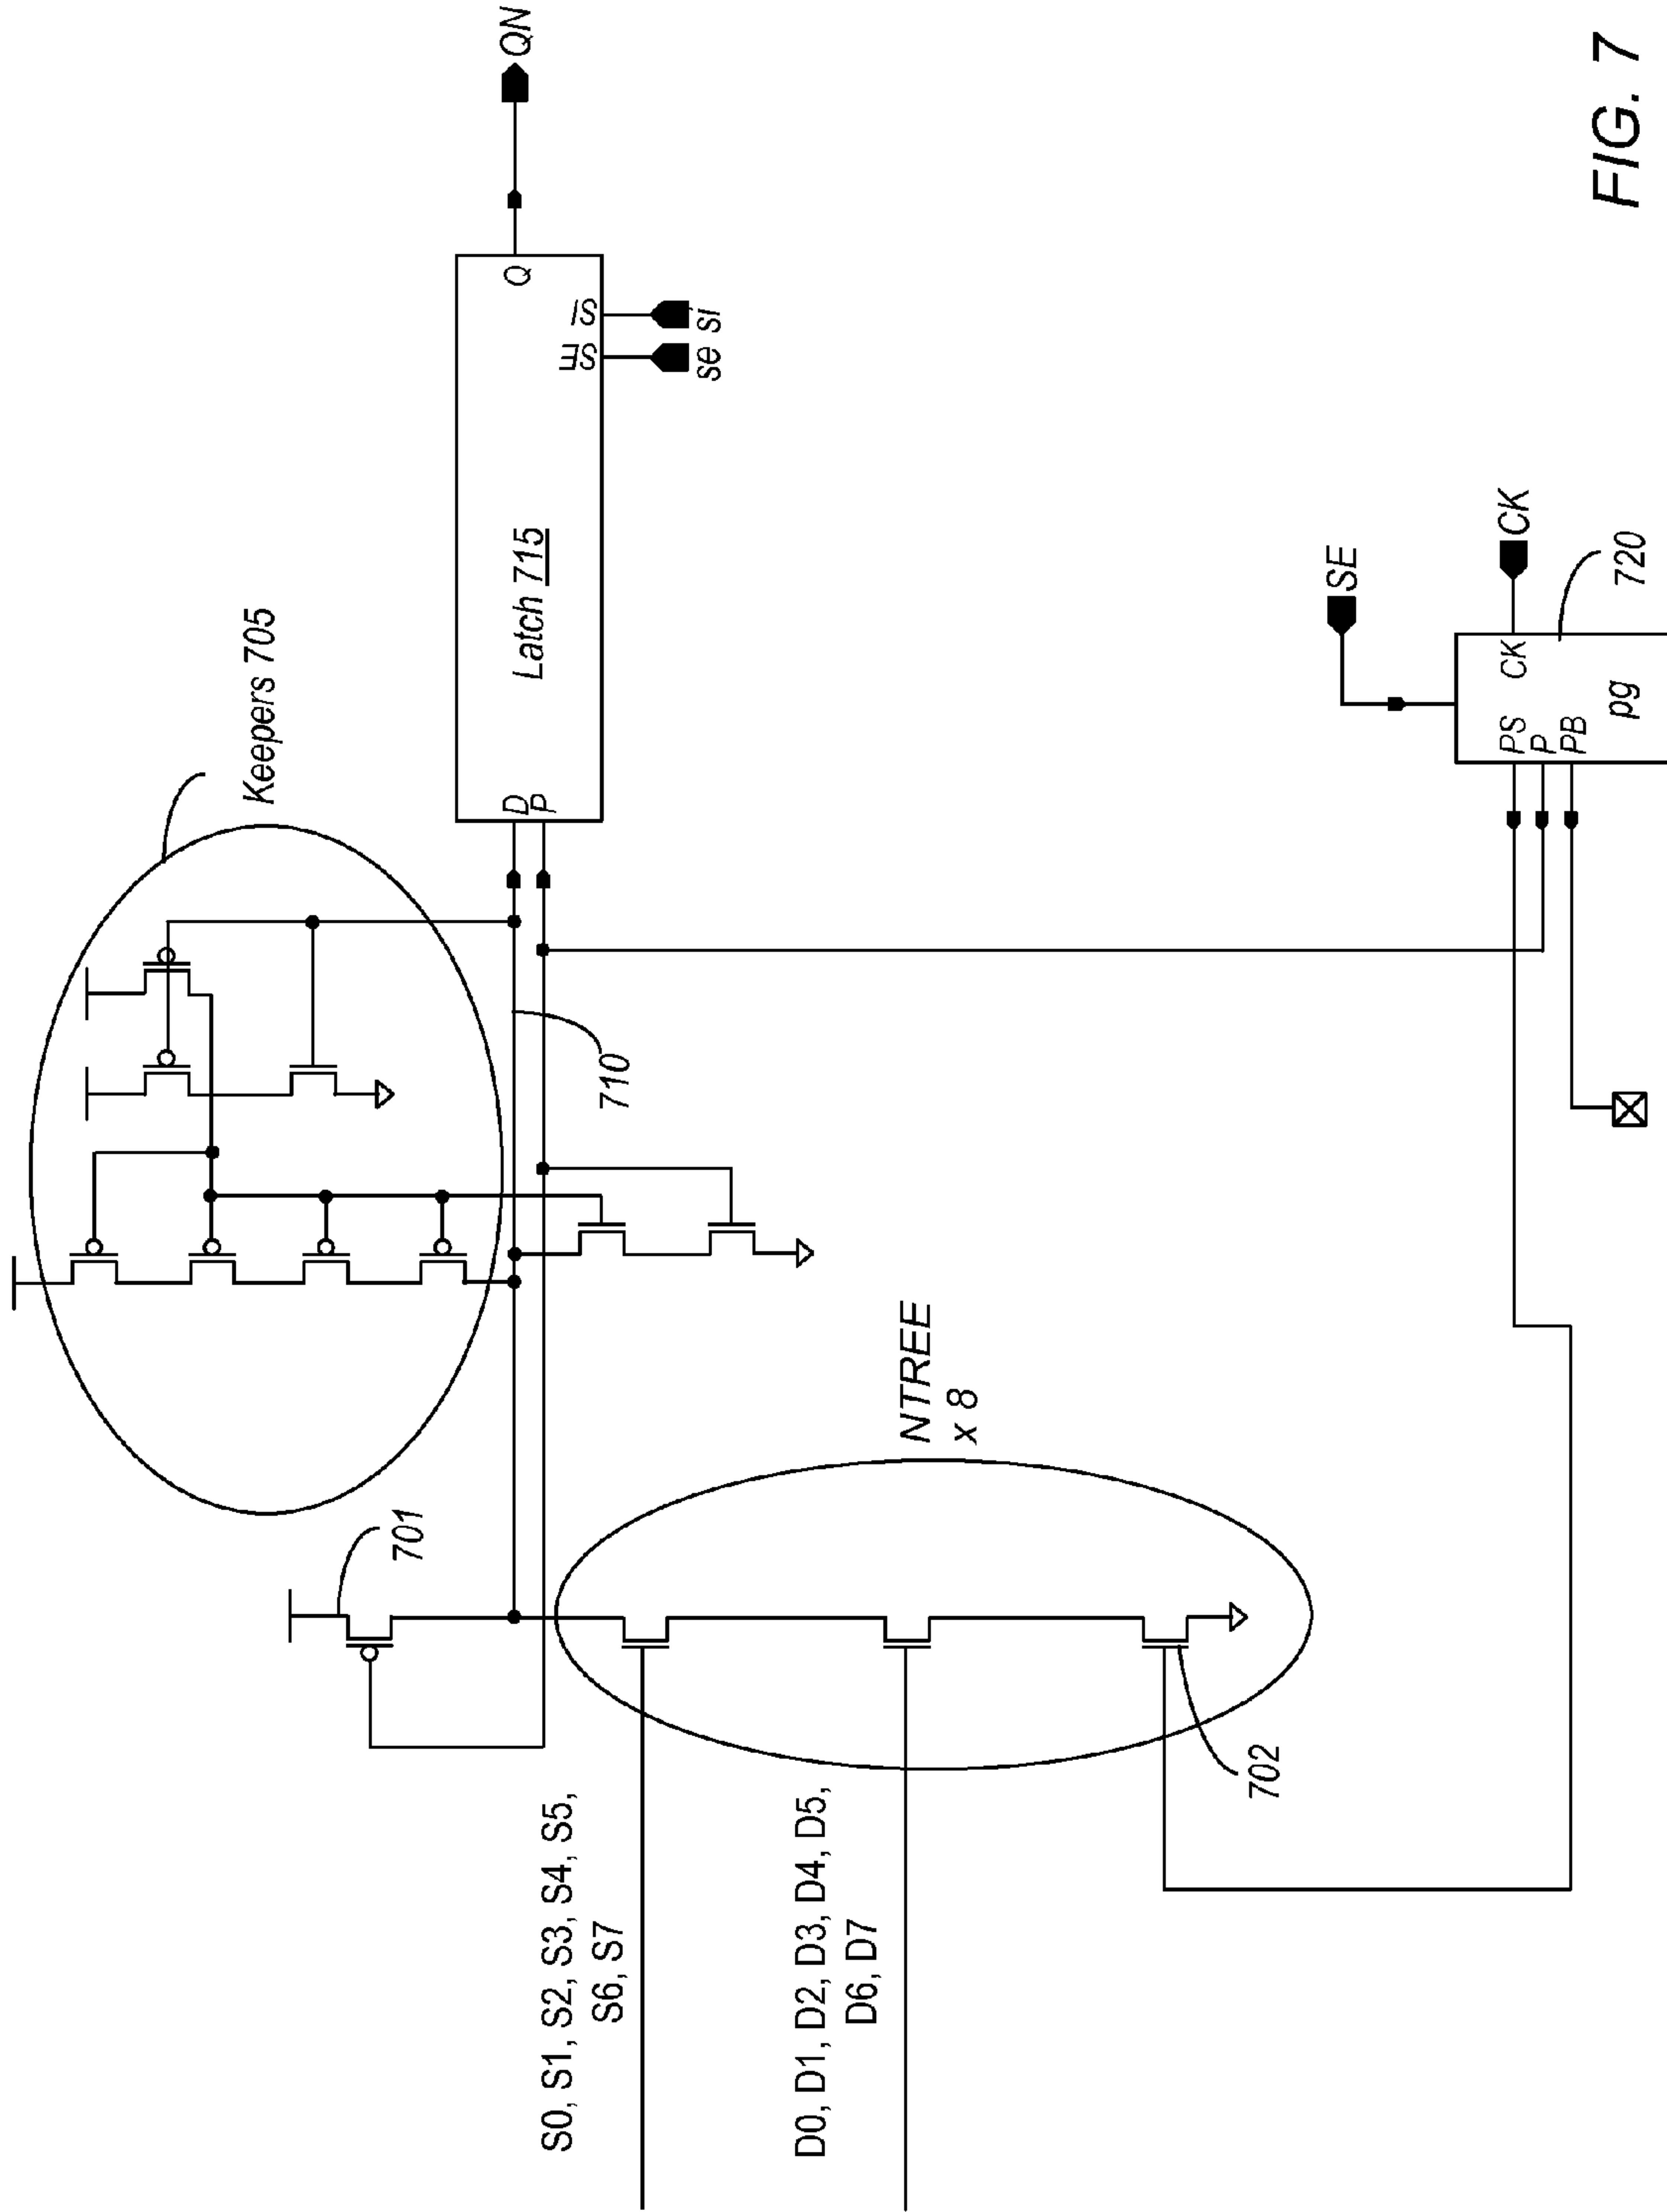 Keepers 705
701
710
D
P
Latch 715
Q
SE
SI
se si
QN
S0, S1, S2, S3, S4, S5,
S6, S7
D0, D1, D2, D3, D4, D5,
D6, D7
NTREE
x 8
702
SE
PS
P
PB
CK
pg
CK
720
FIG. 7